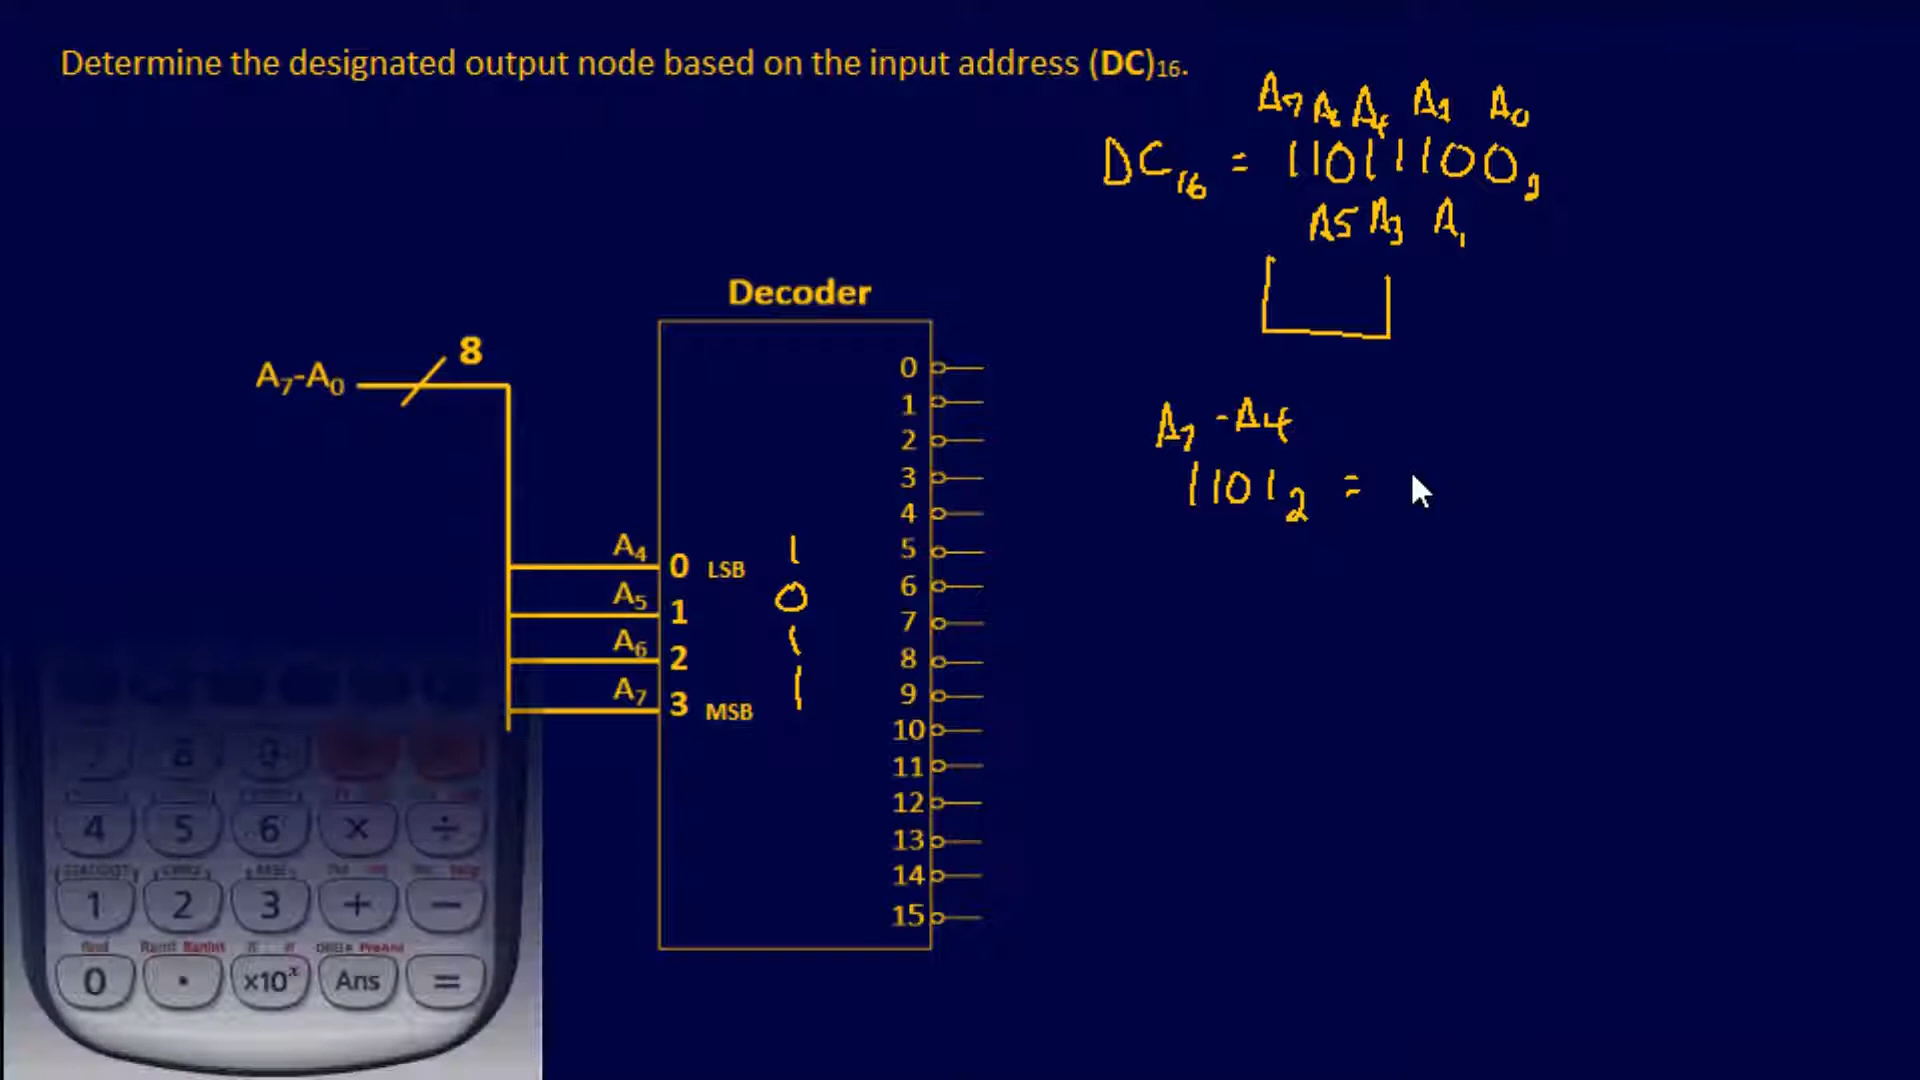 Determine the designated output node based on the input address (DC)₁₆.
A₇ A₆ A₄ A₂ A₀
DC₁₆ = 11011100₂
A5 A₃ A₁
Decoder
8
A₇-A₀
0
1
2
3
4
5
6
7
8
9
10
11
12
13
14
15
A₇ -A4
1101₂ =
A₄ 0 LSB 1
A₅ 1 0
A₆ 2 1
A₇ 3 MSB 1
7 8 9
4 5 6 × ÷
1 2 3 + −
0 . ×10ˣ Ans =